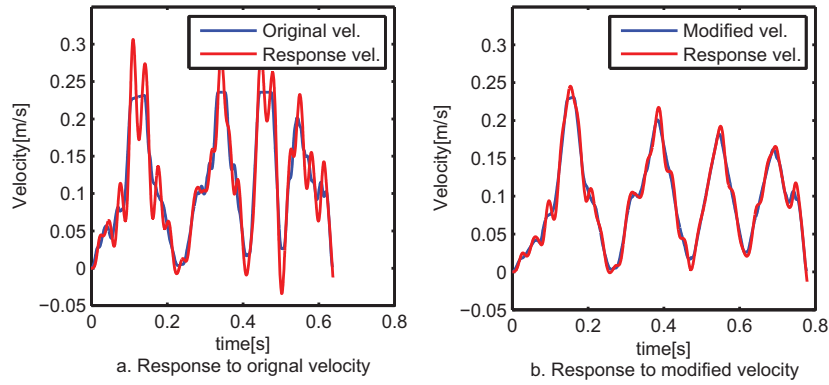 Original vel.
Response vel.
Velocity[m/s]
0.3
0.25
0.2
0.15
0.1
0.05
0
−0.05
0 0.2 0.4 0.6 0.8
time[s]
a. Response to orignal velocity
Modified vel.
Response vel.
Velocity[m/s]
0.3
0.25
0.2
0.15
0.1
0.05
0
−0.05
0 0.2 0.4 0.6 0.8
time[s]
b. Response to modified velocity